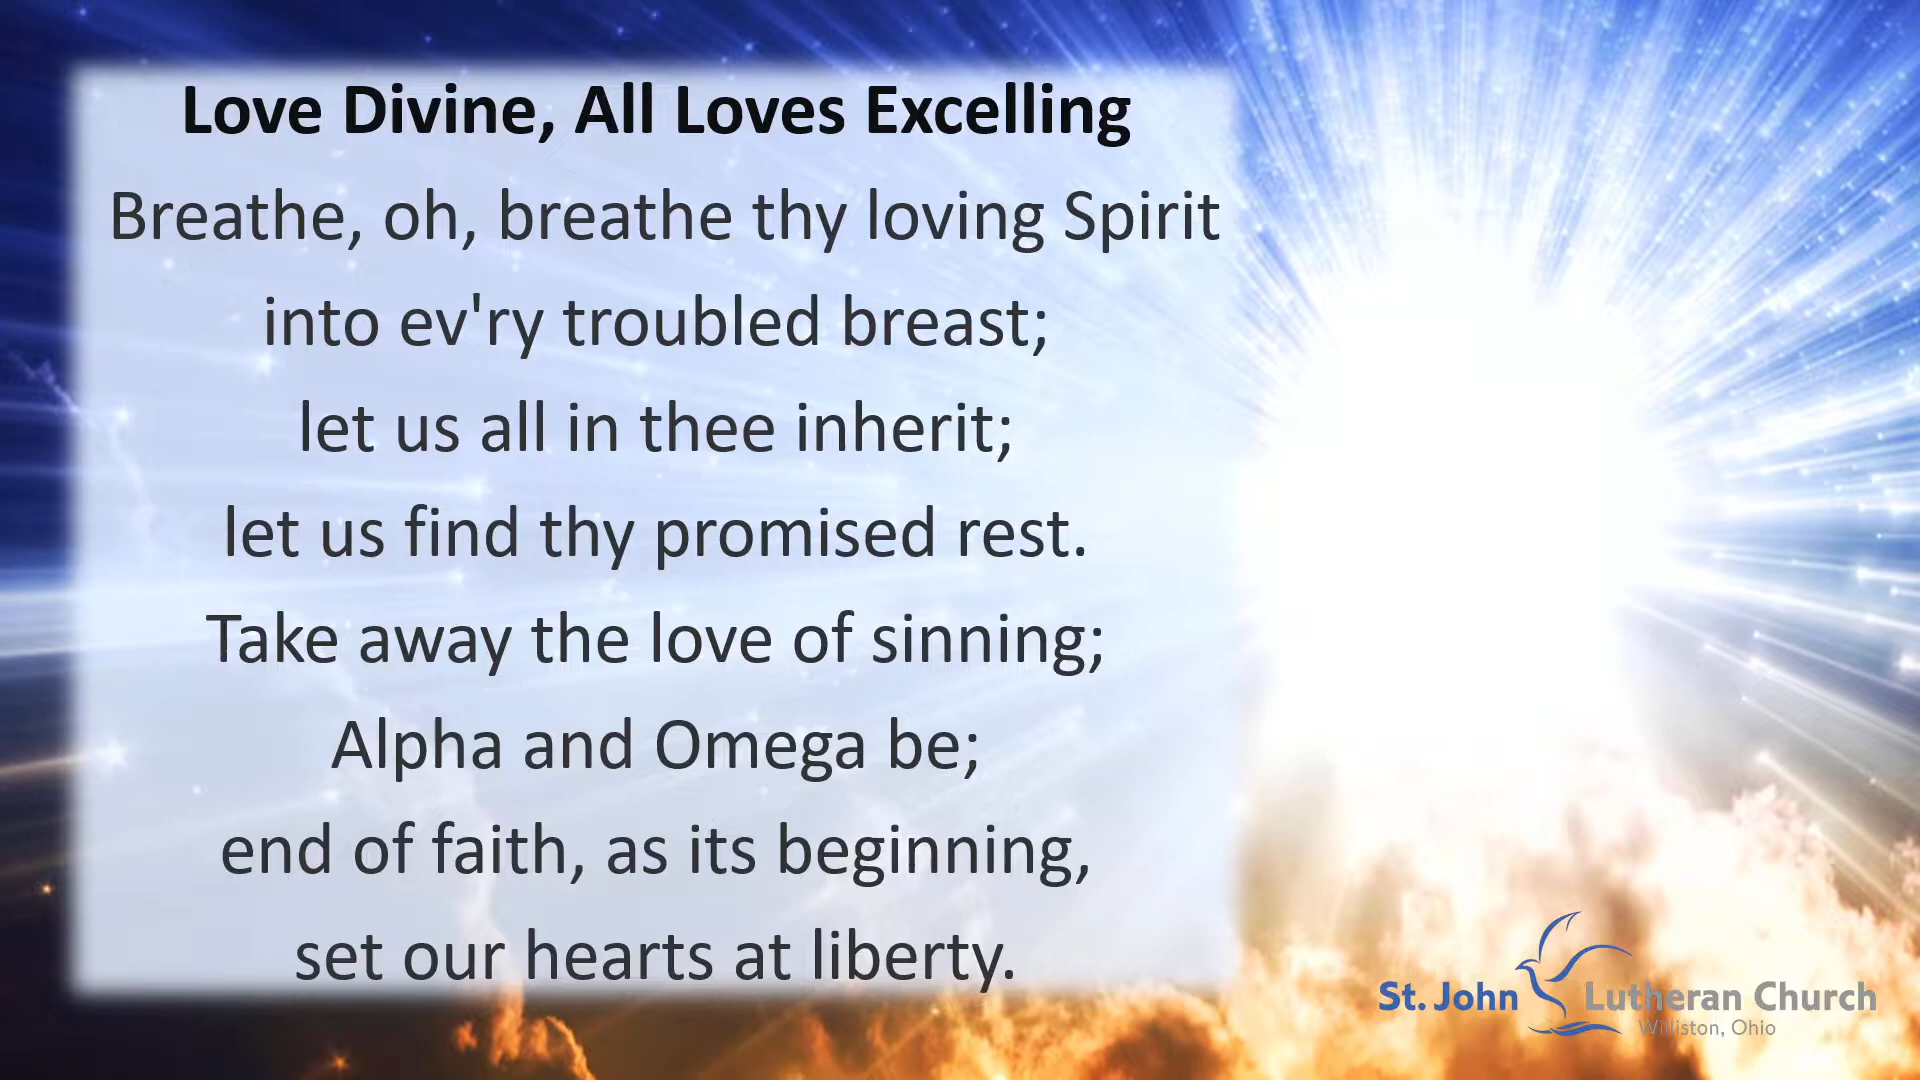 Love Divine, All Loves Excelling
Breathe, oh, breathe thy loving Spirit
into ev'ry troubled breast;
let us all in thee inherit;
let us find thy promised rest.
Take away the love of sinning;
Alpha and Omega be;
end of faith, as its beginning,
set our hearts at liberty.
St. John Lutheran Church
Williston, Ohio